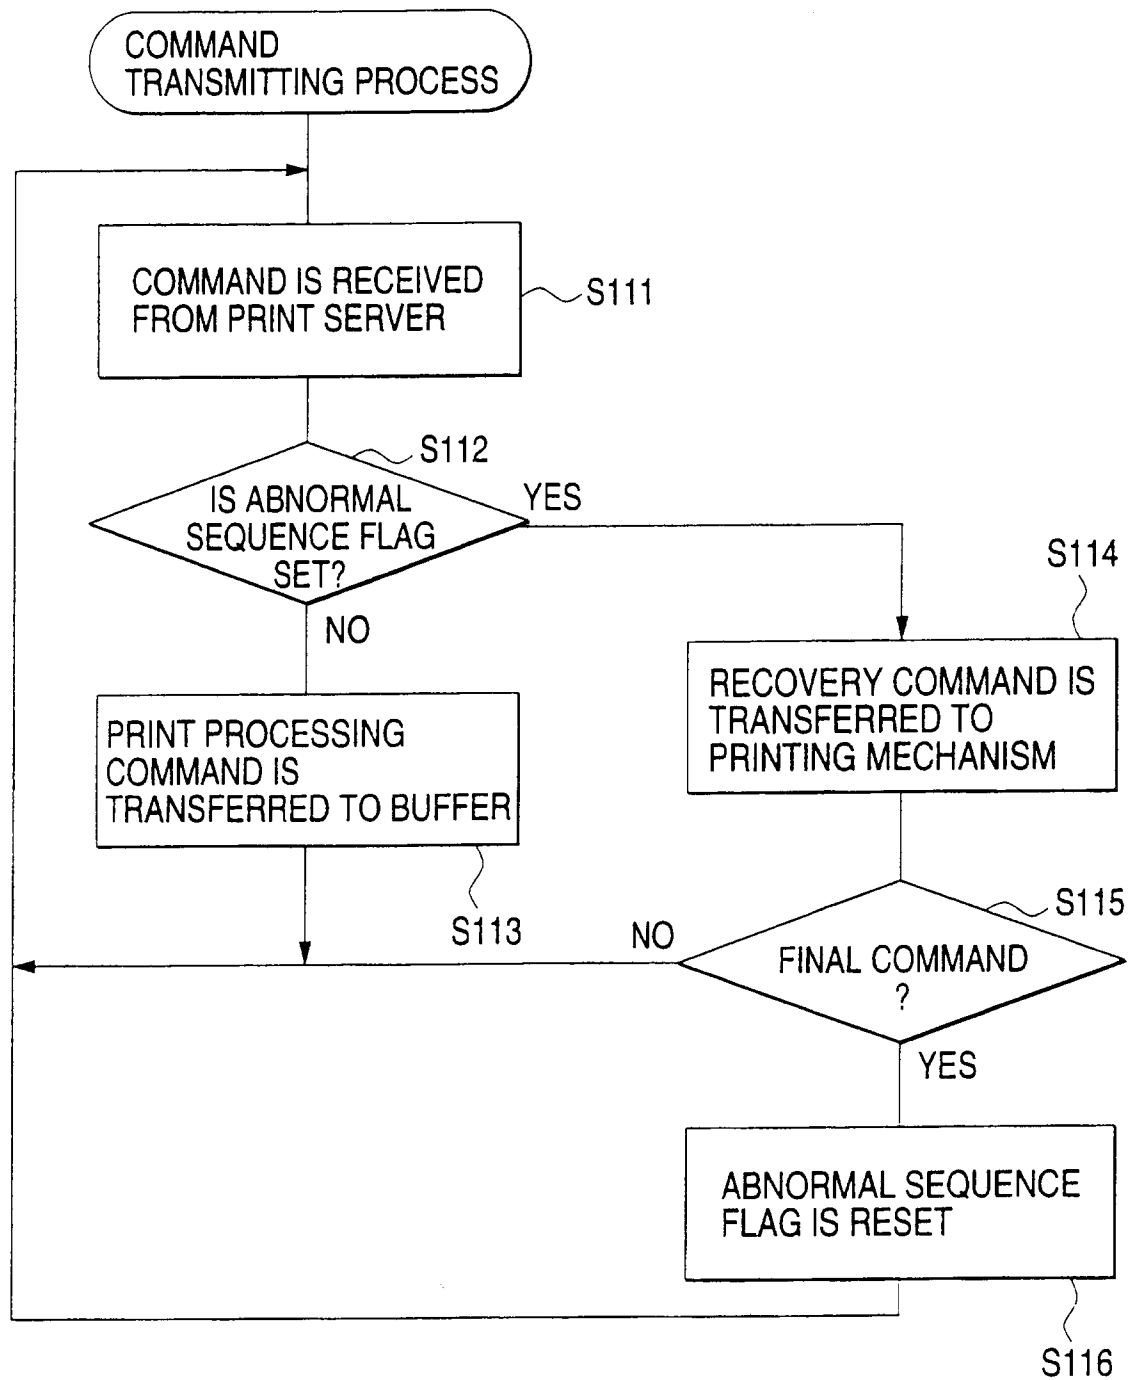 COMMAND
TRANSMITTING PROCESS
COMMAND IS RECEIVED
FROM PRINT SERVER
S111
S112
IS ABNORMAL
SEQUENCE FLAG
SET?
YES
NO
S114
RECOVERY COMMAND IS
TRANSFERRED TO
PRINTING MECHANISM
PRINT PROCESSING
COMMAND IS
TRANSFERRED TO BUFFER
S113
S115
NO
FINAL COMMAND
?
YES
ABNORMAL SEQUENCE
FLAG IS RESET
S116